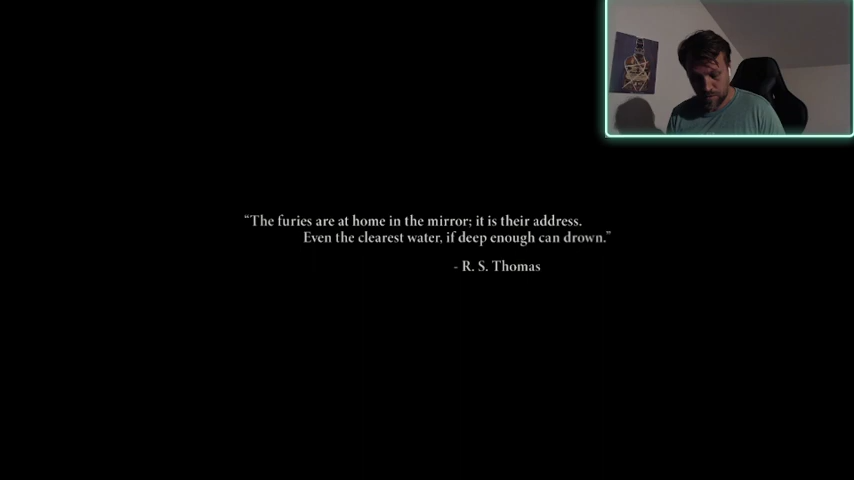 “The furies are at home in the mirror; it is their address.
Even the clearest water, if deep enough can drown.”
- R. S. Thomas